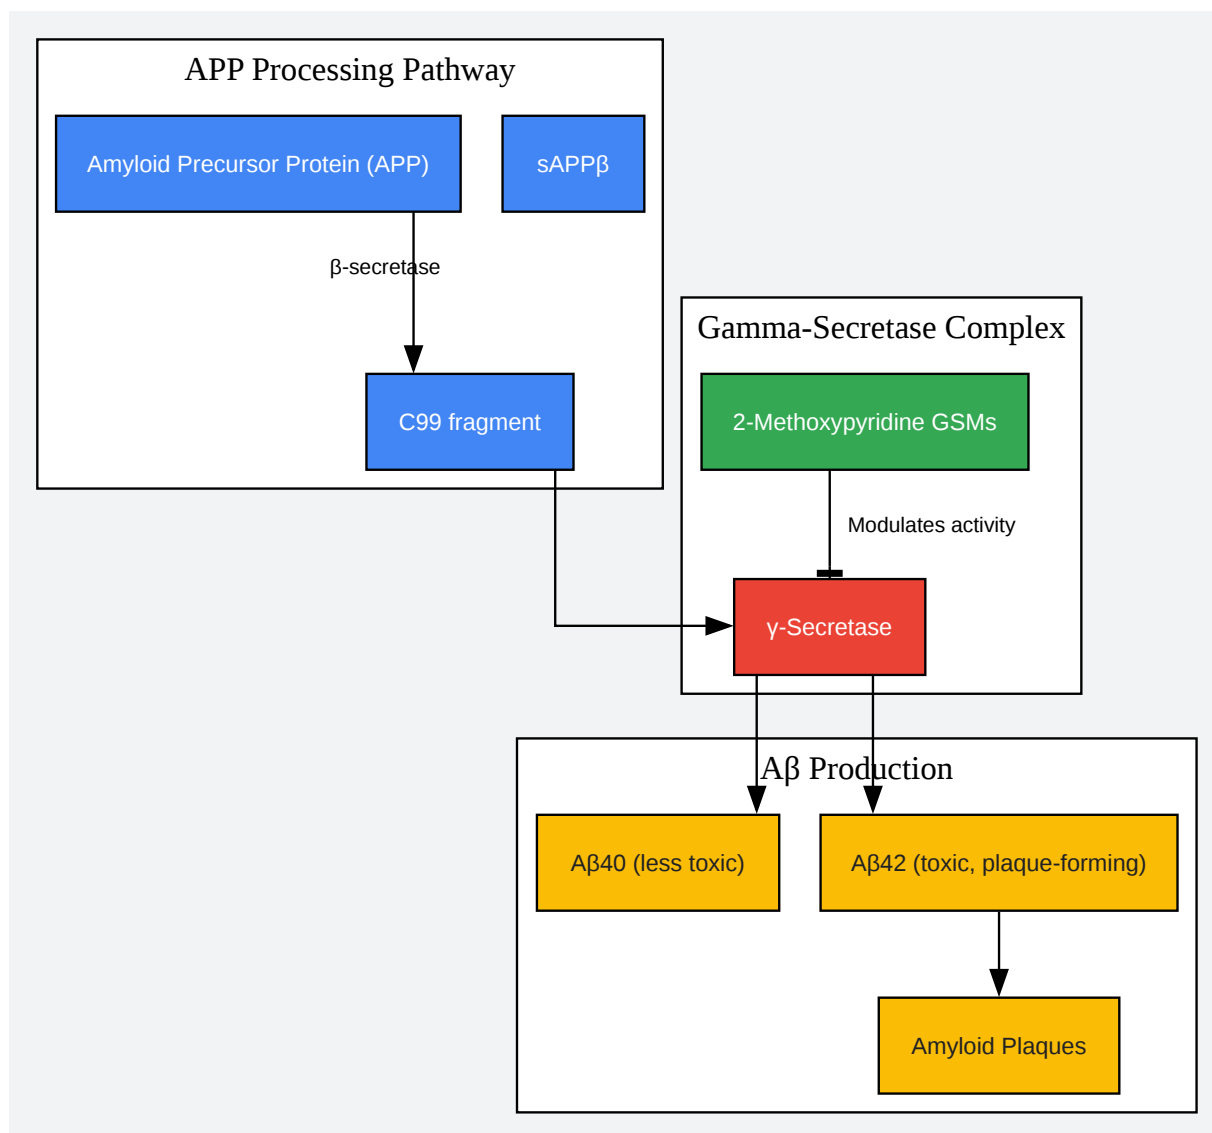 APP Processing Pathway
Amyloid Precursor Protein (APP)
sAPPβ
β-secretase
C99 fragment
Gamma-Secretase Complex
2-Methoxypyridine GSMs
Modulates activity
γ-Secretase
Aβ Production
Aβ40 (less toxic)
Aβ42 (toxic, plaque-forming)
Amyloid Plaques